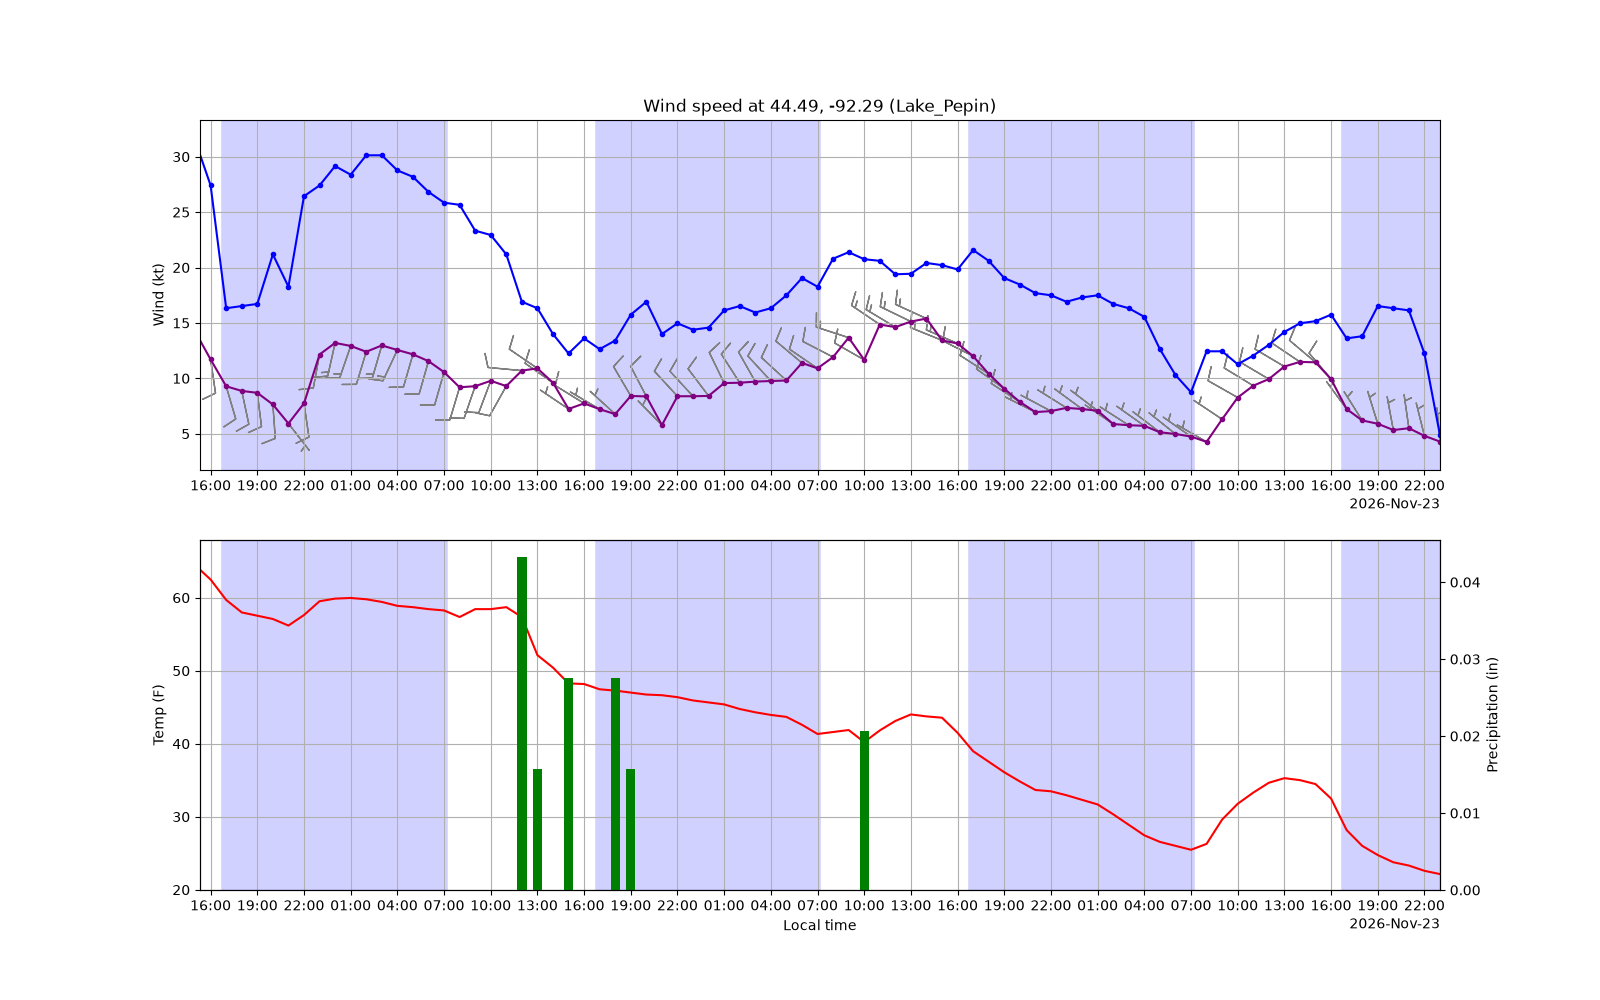 Wind speed at 44.49, -92.29 (Lake_Pepin)
Wind (kt)
30
25
20
15
10
5
16:00 19:00 22:00 01:00 04:00 07:00 10:00 13:00 16:00 19:00 22:00 01:00 04:00 07:00 10:00 13:00 16:00 19:00 22:00 01:00 04:00 07:00 10:00 13:00 16:00 19:00 22:00
2026-Nov-23
Temp (F)
60
50
40
30
20
Precipitation (in)
0.04
0.03
0.02
0.01
0.00
16:00 19:00 22:00 01:00 04:00 07:00 10:00 13:00 16:00 19:00 22:00 01:00 04:00 07:00 10:00 13:00 16:00 19:00 22:00 01:00 04:00 07:00 10:00 13:00 16:00 19:00 22:00
Local time
2026-Nov-23